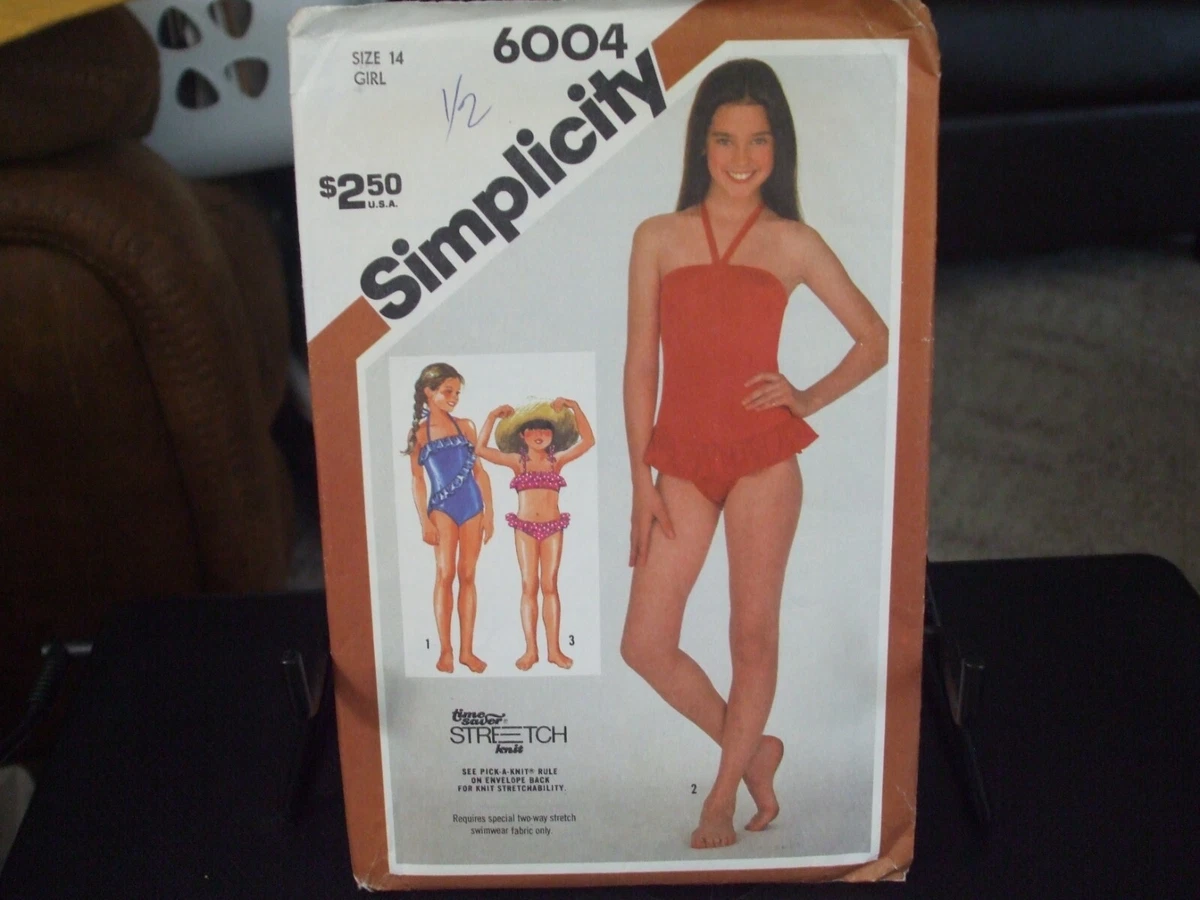 6004
SIZE 14
GIRL
1/2
$2.50
U.S.A.
Simplicity
1
3
time
saver®
STRETCH
knit
SEE PICK-A-KNIT® RULE
ON ENVELOPE BACK
FOR KNIT STRETCHABILITY.
Requires special two-way stretch
swimwear fabric only
2